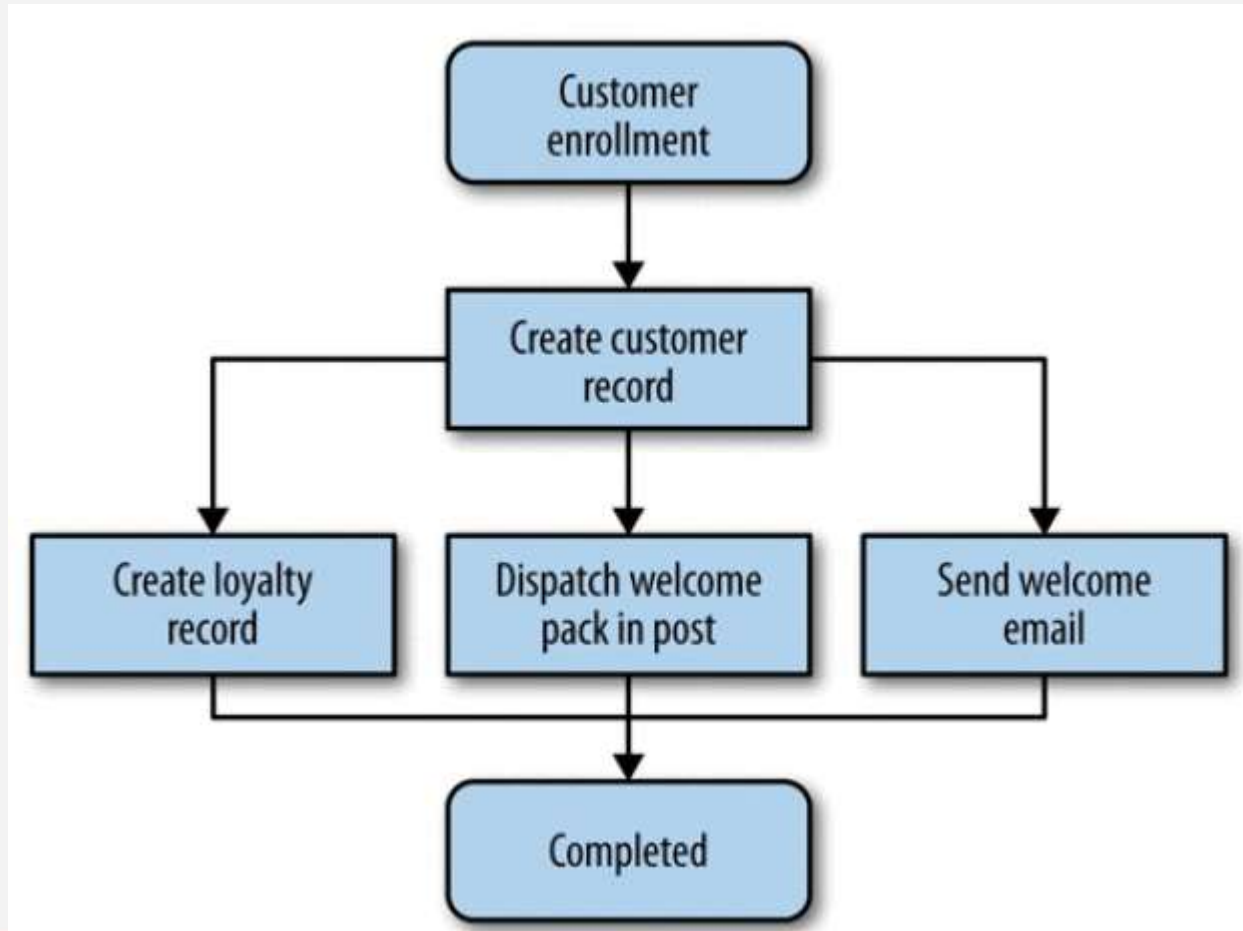 Customer
enrollment
Create customer
record
Create loyalty
record
Dispatch welcome
pack in post
Send welcome
email
Completed